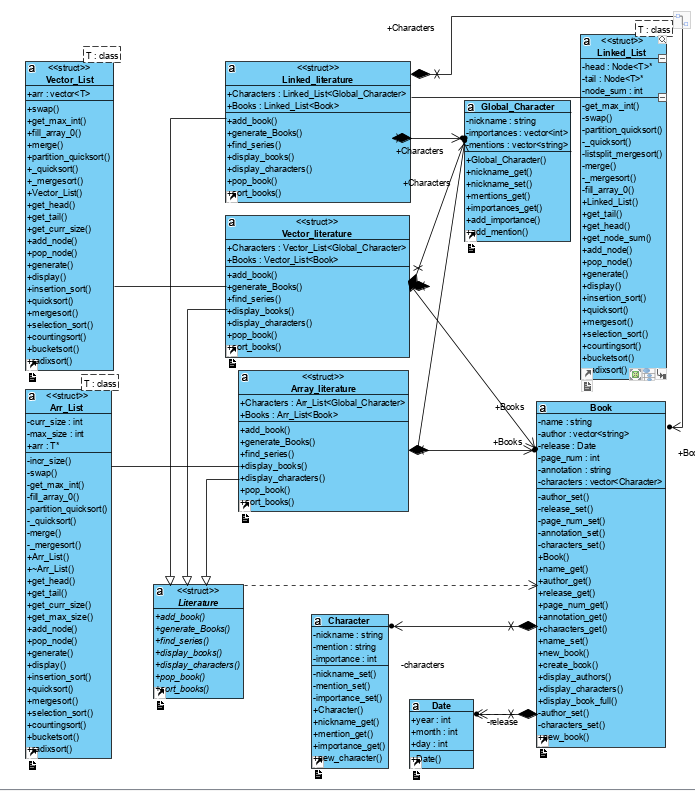 T : class
<<struct>>
Vector_List
+arr : vector<T>
+swap()
+get_max_int()
+fill_array_0()
+merge()
+partition_quicksort()
+_quicksort()
+_mergesort()
+Vector_List()
+get_head()
+get_tail()
+get_curr_size()
+add_node()
+pop_node()
+generate()
+display()
+insertion_sort()
+quicksort()
+mergesort()
+selection_sort()
+countingsort()
+bucketsort()
+radixsort()
T : class
<<struct>>
Arr_List
-curr_size : int
-max_size : int
+arr : T*
-incr_size()
-swap()
-get_max_int()
-fill_array_0()
-partition_quicksort()
-_quicksort()
-merge()
-_mergesort()
+Arr_List()
+~Arr_List()
+get_head()
+get_tail()
+get_curr_size()
+get_max_size()
+add_node()
+pop_node()
+generate()
+display()
+insertion_sort()
+quicksort()
+mergesort()
+selection_sort()
+countingsort()
+bucketsort()
+radixsort()
<<struct>>
Linked_literature
+Characters : Linked_List<Global_Character>
+Books : Linked_List<Book>
+add_book()
+generate_Books()
+find_series()
+display_books()
+display_characters()
+pop_book()
+sort_books()
<<struct>>
Vector_literature
+Characters : Vector_List<Global_Character>
+Books : Vector_List<Book>
+add_book()
+generate_Books()
+find_series()
+display_books()
+display_characters()
+pop_book()
+sort_books()
<<struct>>
Array_literature
+Characters : Arr_List<Global_Character>
+Books : Arr_List<Book>
+add_book()
+generate_Books()
+find_series()
+display_books()
+display_characters()
+pop_book()
+sort_books()
<<struct>>
Literature
+add_book()
+generate_Books()
+find_series()
+display_books()
+display_characters()
+pop_book()
+sort_books()
+Characters
+Characters
+Characters
Global_Character
-nickname : string
-importances : vector<int>
-mentions : vector<string>
+Global_Character()
+nickname_get()
+nickname_set()
+mentions_get()
+importances_get()
+add_importance()
+add_mention()
T : class
<<struct>>
Linked_List
-head : Node<T>*
-tail : Node<T>*
-node_sum : int
-get_max_int()
-swap()
-partition_quicksort()
-_quicksort()
-listsplit_mergesort()
-merge()
-_mergesort()
-fill_array_0()
+Linked_List()
+get_tail()
+get_head()
+get_node_sum()
+add_node()
+pop_node()
+generate()
+display()
+insertion_sort()
+quicksort()
+mergesort()
+selection_sort()
+countingsort()
+bucketsort()
+radixsort()
+Books
+Books
Book
-name : string
-author : vector<string>
-release : Date
-page_num : int
-annotation : string
-characters : vector<Character>
-author_set()
-release_set()
-page_num_set()
-annotation_set()
-characters_set()
+Book()
+name_get()
+author_get()
+release_get()
+page_num_get()
+annotation_get()
+characters_get()
+name_set()
+new_book()
+create_book()
+display_authors()
+display_characters()
+display_book_full()
-author_set()
-characters_set()
+new_book()
Character
-nickname : string
-mention : string
-importance : int
-nickname_set()
-mention_set()
-importance_set()
+Character()
+nickname_get()
+mention_get()
+importance_get()
+new_character()
-characters
Date
+year : int
+month : int
+day : int
+Date()
-release